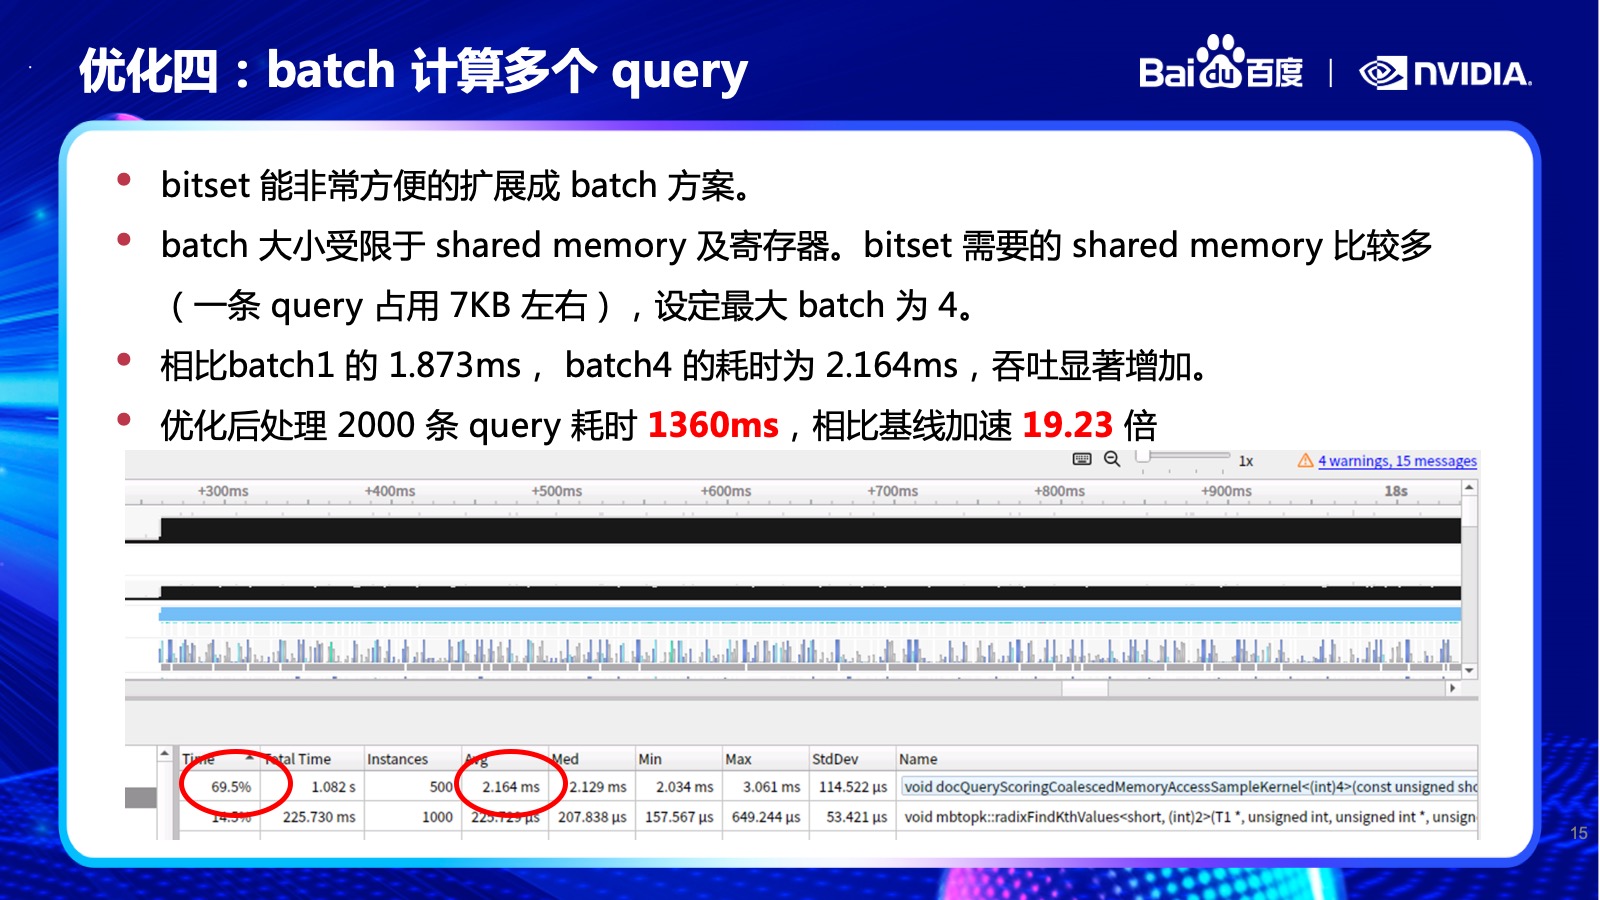 优化四：batch 计算多个 query
Bai du 百度 | NVIDIA.
• bitset 能非常方便的扩展成 batch 方案。
• batch 大小受限于 shared memory 及寄存器。bitset 需要的 shared memory 比较多
（一条 query 占用 7KB 左右），设定最大 batch 为 4。
• 相比batch1 的 1.873ms， batch4 的耗时为 2.164ms，吞吐显著增加。
• 优化后处理 2000 条 query 耗时 1360ms，相比基线加速 19.23 倍
1x 4 warnings, 15 messages
+300ms +400ms +500ms +600ms +700ms +800ms +900ms 18s
Time Total Time Instances Avg Med Min Max StdDev Name
69.5% 1.082 s 500 2.164 ms 2.129 ms 2.034 ms 3.061 ms 114.522 μs void docQueryScoringCoalescedMemoryAccessSampleKernel<(int)4>(const unsigned sho
14.5% 225.730 ms 1000 225.729 μs 207.838 μs 157.567 μs 649.244 μs 53.421 μs void mbtopk::radixFindKthValues<short, (int)2>(T1 *, unsigned int, unsigned int *, unsign
15